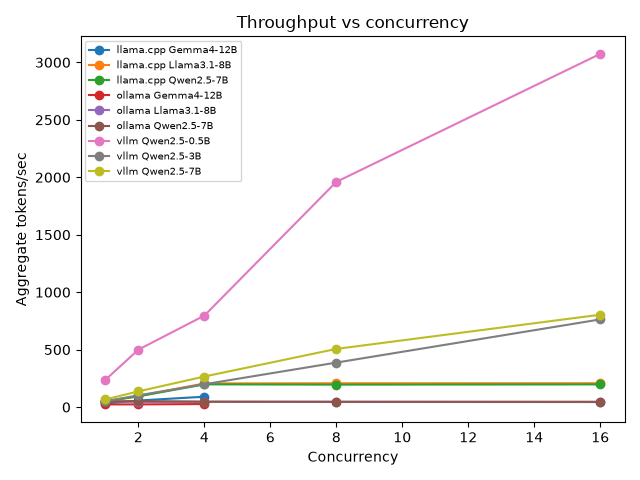 Throughput vs concurrency
llama.cpp Gemma4-12B
llama.cpp Llama3.1-8B
llama.cpp Qwen2.5-7B
ollama Gemma4-12B
ollama Llama3.1-8B
ollama Qwen2.5-7B
vllm Qwen2.5-0.5B
vllm Qwen2.5-3B
vllm Qwen2.5-7B
Aggregate tokens/sec
3000
2500
2000
1500
1000
500
0
2 4 6 8 10 12 14 16
Concurrency